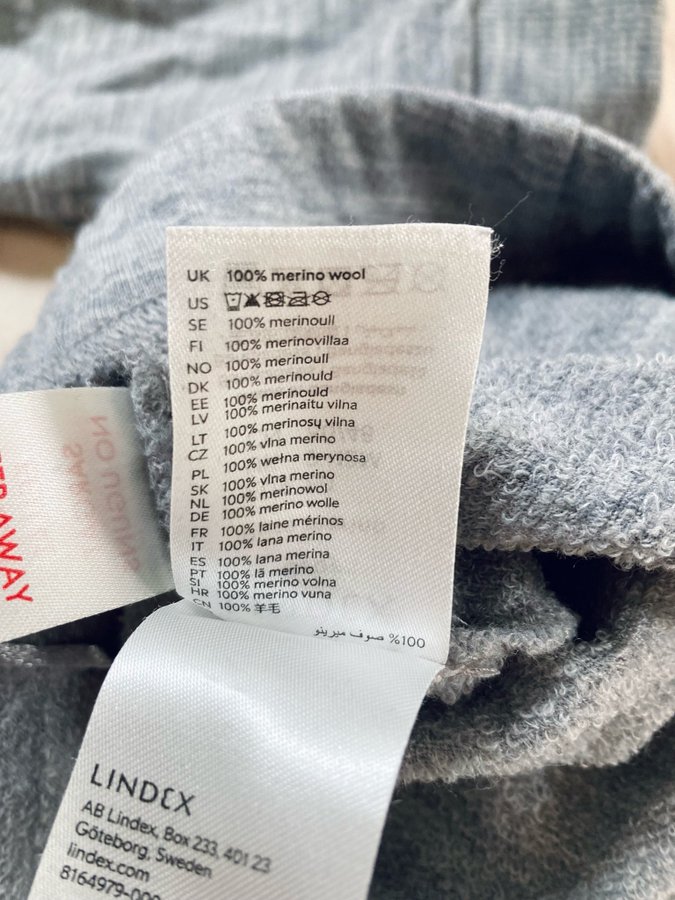 UK 100% merino wool
US
SE 100% merinoull
FI 100% merinovillaa
NO 100% merinoull
DK 100% merinould
EE 100% merinould
LV 100% merinaitu vilna
LT 100% merinosų vilna
CZ 100% vlna merino
PL 100% wełna merynosa
SK 100% vlna merino
NL 100% merinowol
DE 100% merino wolle
FR 100% laine mérinos
IT 100% lana merino
ES 100% lana merina
PT 100% lã merino
SI 100% merino volna
HR 100% merino vuna
CN 100% 羊毛
100% صوف ميرينو
LINDEX
AB Lindex, Box 233, 401 23
Göteborg, Sweden
lindex.com
AWAY